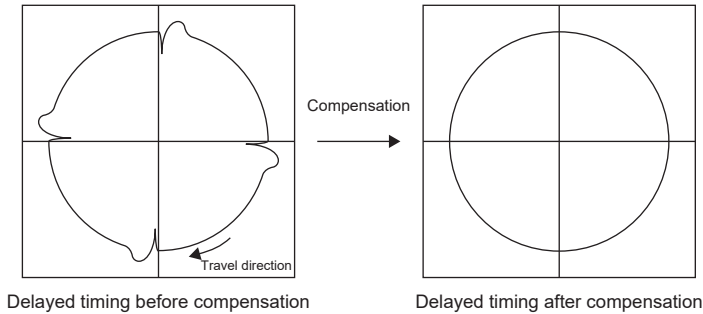 Compensation
Travel direction
Delayed timing before compensation
Delayed timing after compensation